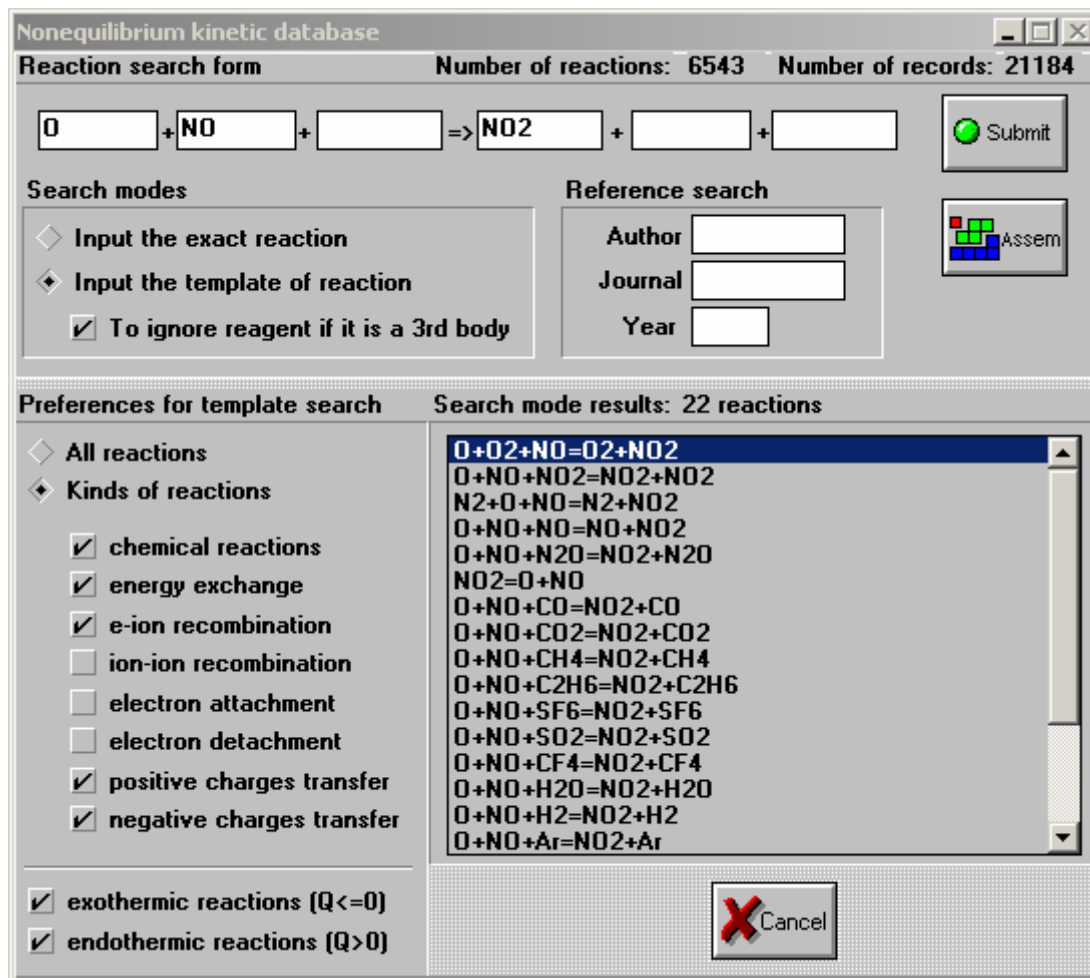 Nonequilibrium kinetic database
Reaction search form Number of reactions: 6543 Number of records: 21184
O + NO + => NO2 + +
Submit
Search modes
Input the exact reaction
Input the template of reaction
To ignore reagent if it is a 3rd body
Reference search
Author
Journal
Year
Assem
Preferences for template search
All reactions
Kinds of reactions
chemical reactions
energy exchange
e-ion recombination
ion-ion recombination
electron attachment
electron detachment
positive charges transfer
negative charges transfer
exothermic reactions (Q<=0)
endothermic reactions (Q>0)
Search mode results: 22 reactions
O+O2+NO=O2+NO2
O+NO+NO2=NO2+NO2
N2+O+NO=N2+NO2
O+NO+NO=NO+NO2
O+NO+N2O=NO2+N2O
NO2=O+NO
O+NO+CO=NO2+CO
O+NO+CO2=NO2+CO2
O+NO+CH4=NO2+CH4
O+NO+C2H6=NO2+C2H6
O+NO+SF6=NO2+SF6
O+NO+SO2=NO2+SO2
O+NO+CF4=NO2+CF4
O+NO+H2O=NO2+H2O
O+NO+H2=NO2+H2
O+NO+Ar=NO2+Ar
Cancel